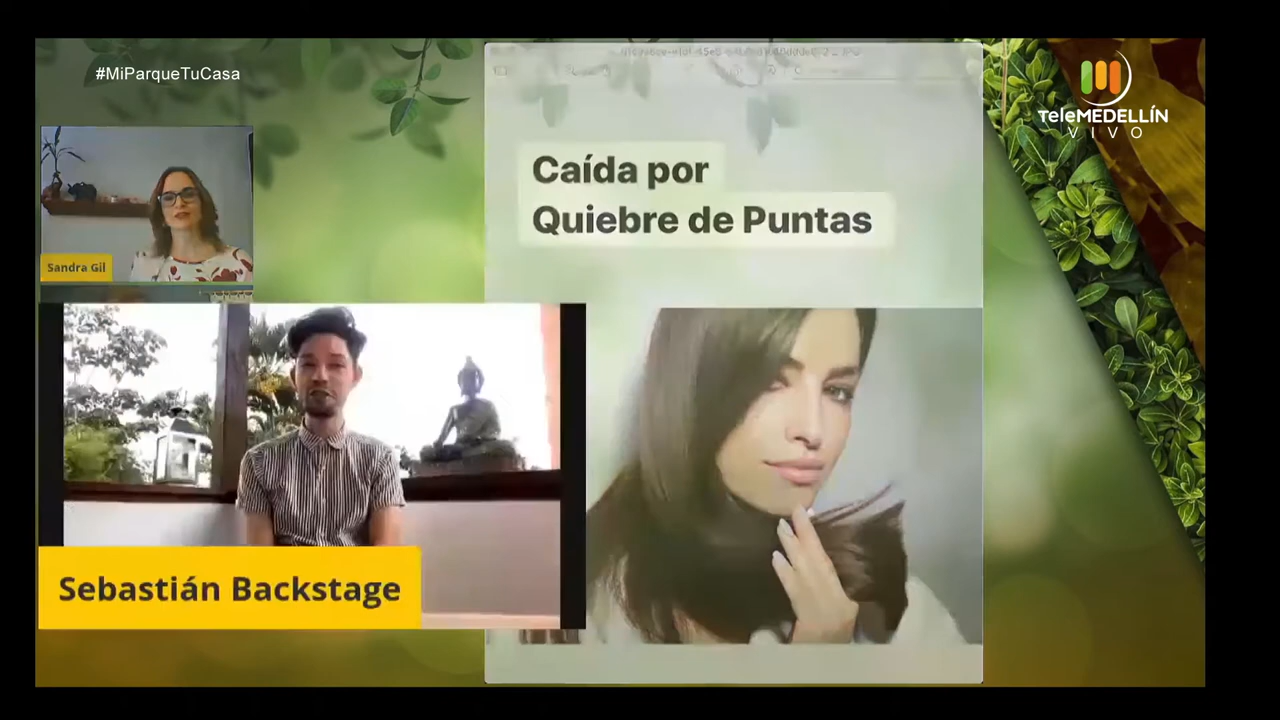 #MiParqueTuCasa
TeleMEDELLÍN
VIVO
Caída por
Quiebre de Puntas
Sandra Gil
Sebastián Backstage